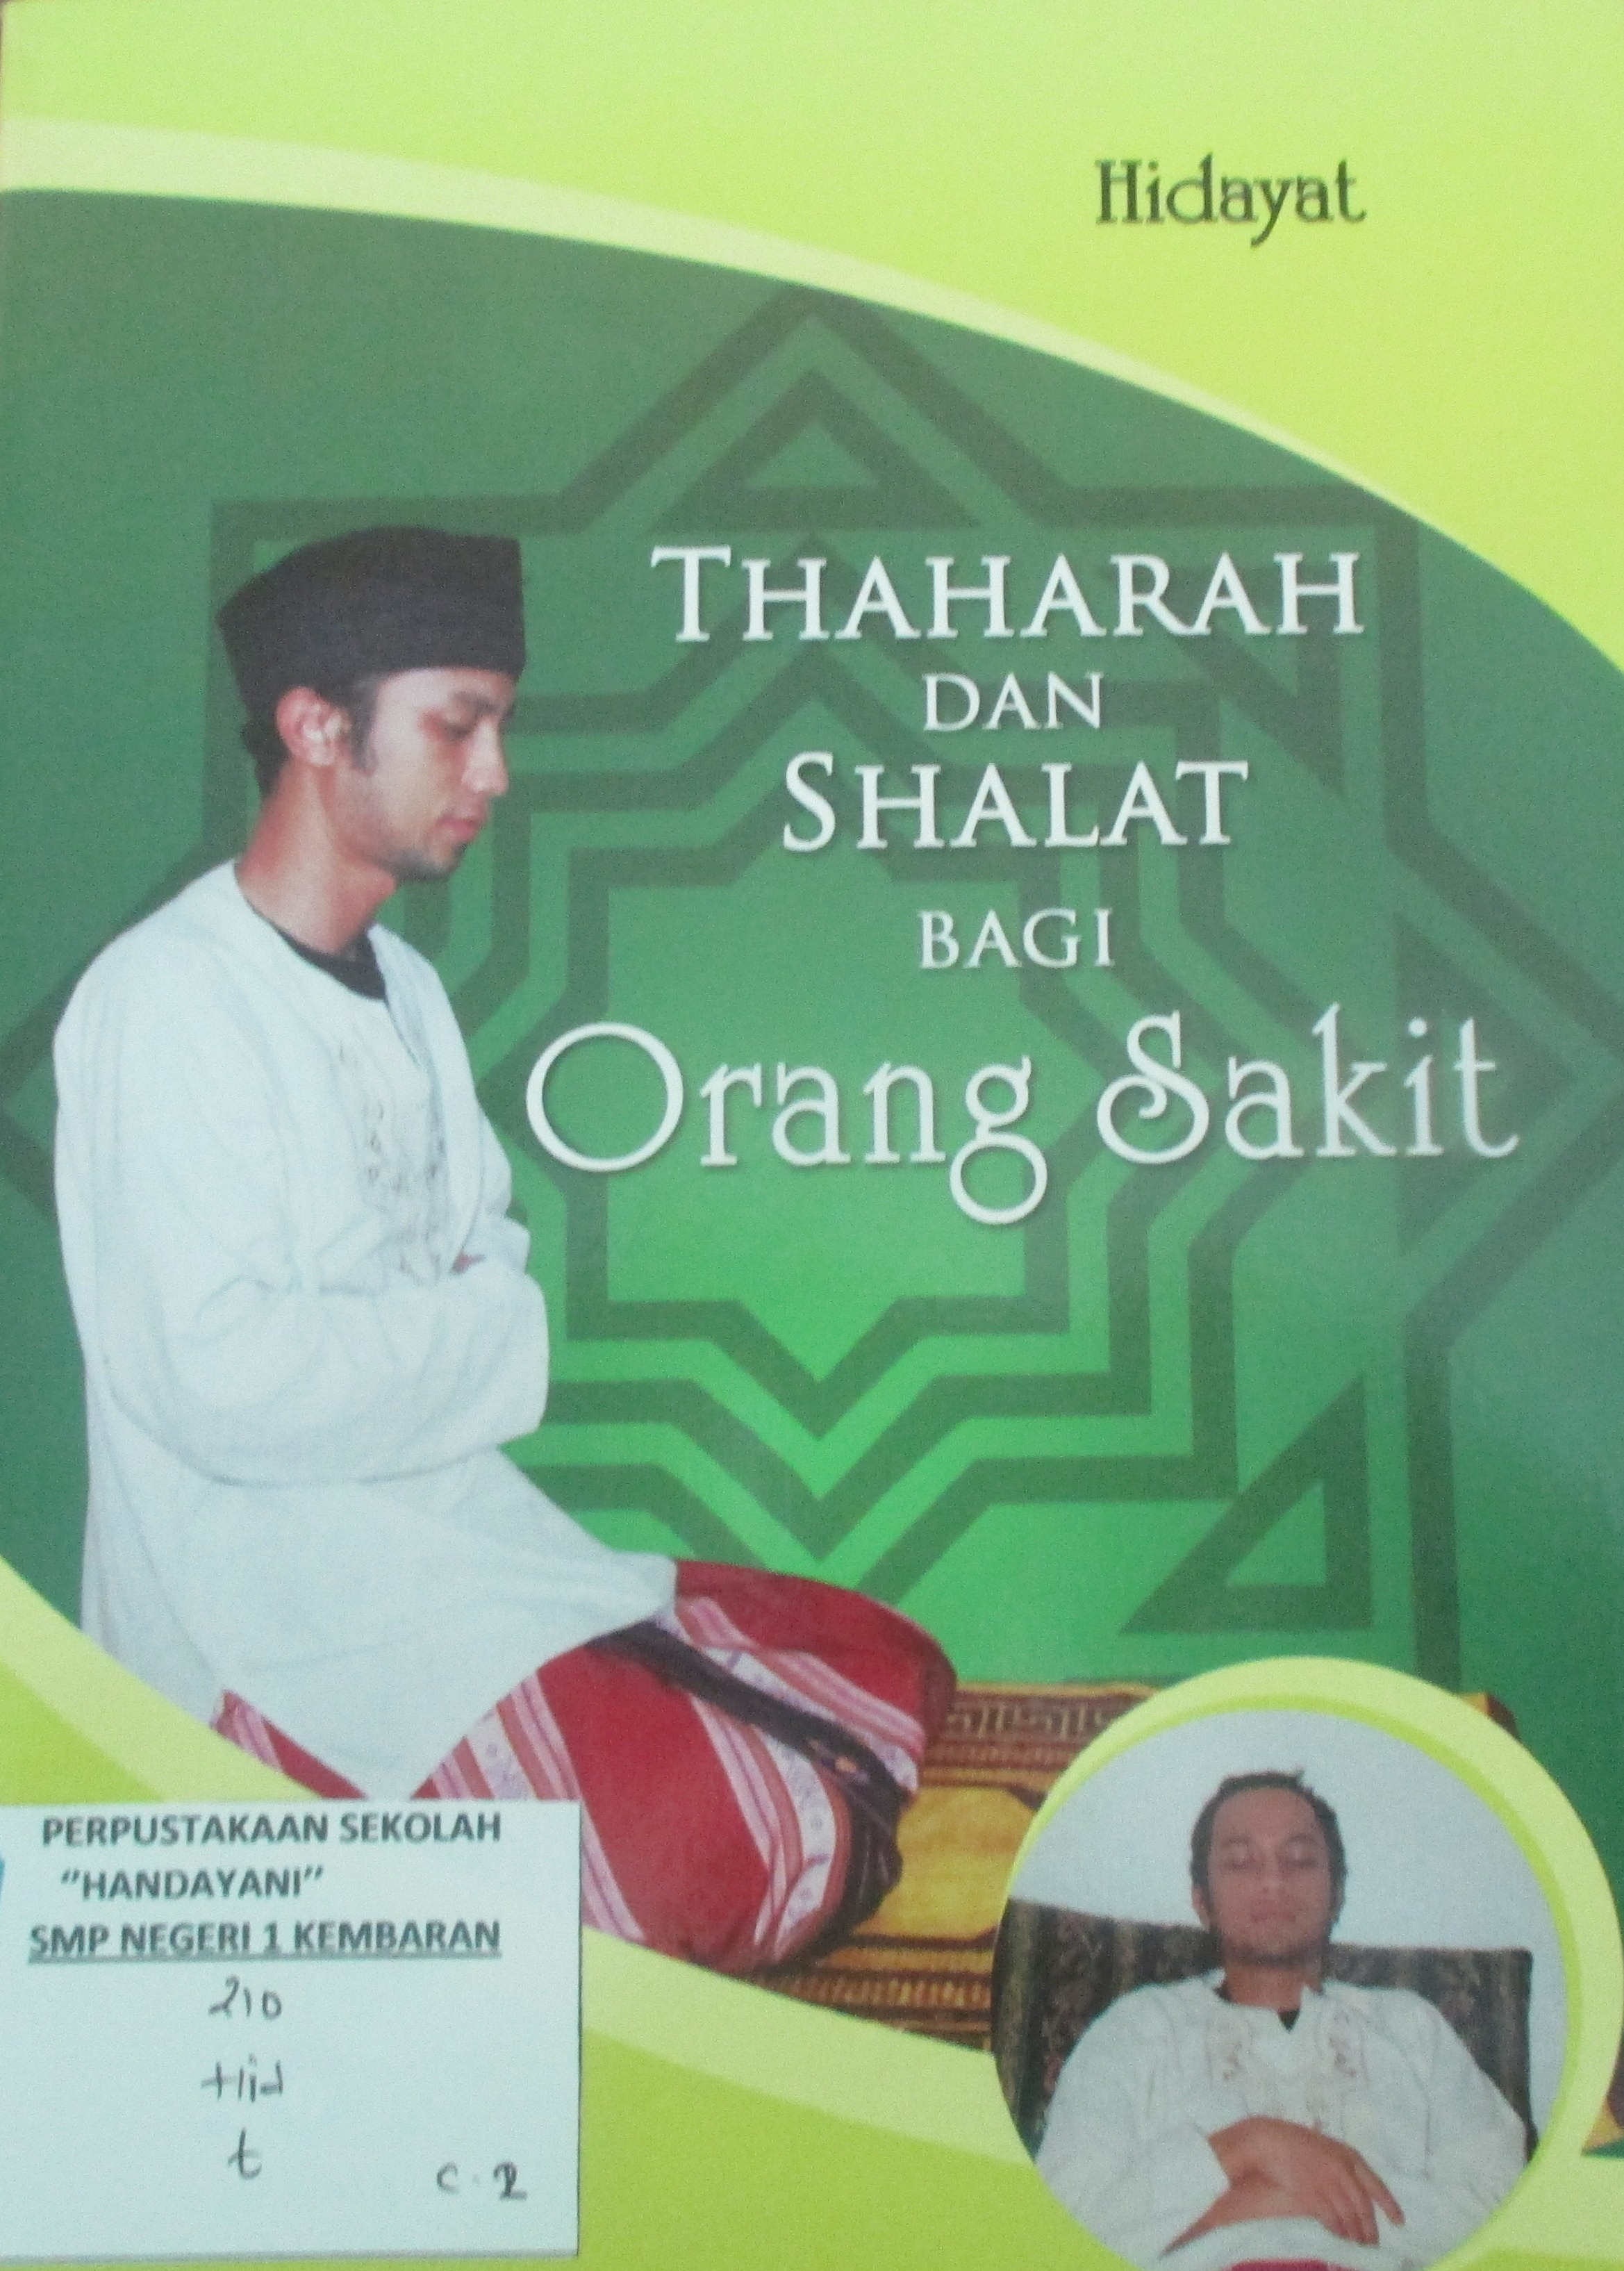 Hidayat
THAHARAH
DAN
SHALAT
BAGI
Orang Sakit
PERPUSTAKAAN SEKOLAH
"HANDAYANI"
SMP NEGERI 1 KEMBARAN
210
Hid
t
c.2